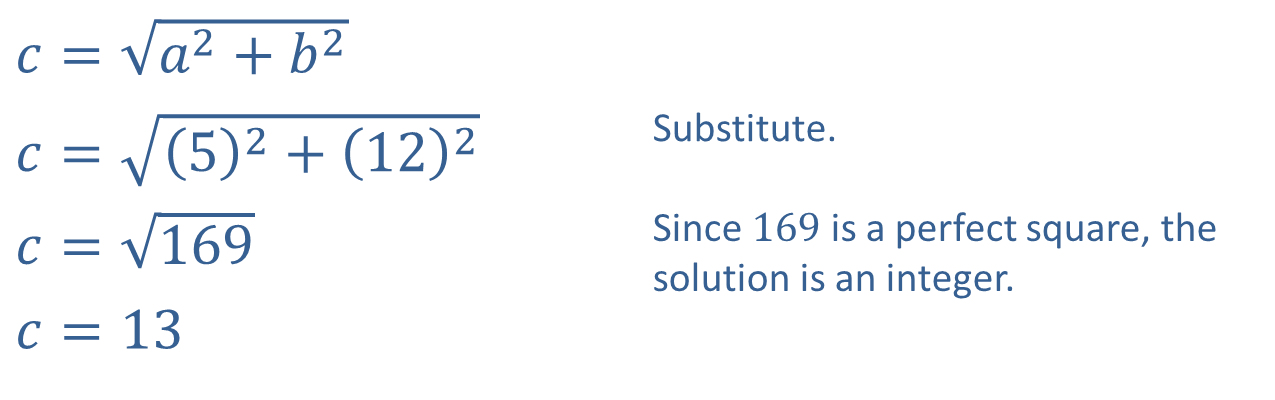 c = √(a² + b²)
c = √((5)² + (12)²)
Substitute.
c = √169
Since 169 is a perfect square, the
solution is an integer.
c = 13